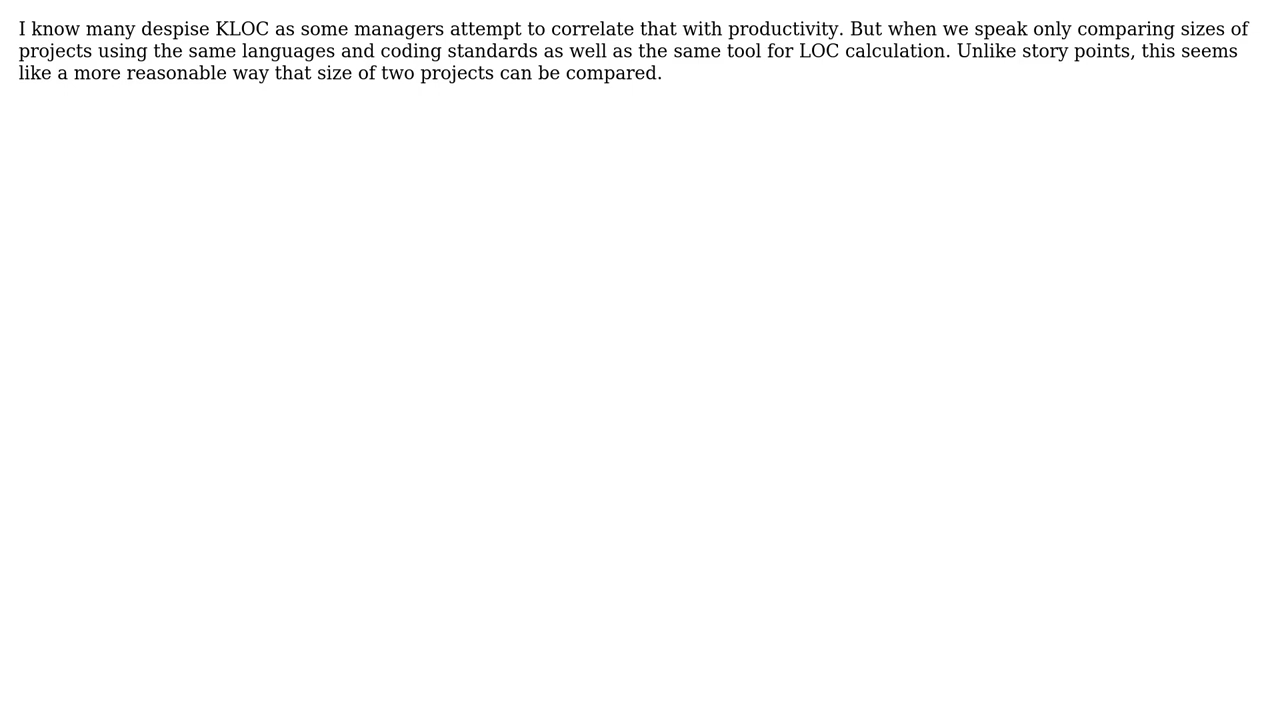 I know many despise KLOC as some managers attempt to correlate that with productivity. But when we speak only comparing sizes of
projects using the same languages and coding standards as well as the same tool for LOC calculation. Unlike story points, this seems
like a more reasonable way that size of two projects can be compared.